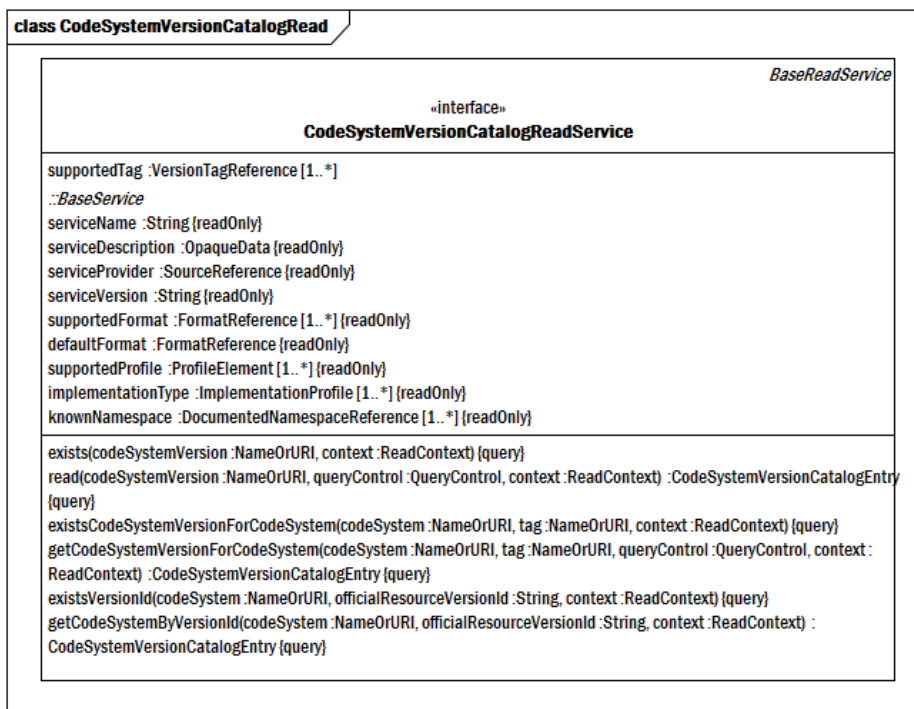 class CodeSystemVersionCatalogRead
BaseReadService
«interface»
CodeSystemVersionCatalogReadService
supportedTag :VersionTagReference [1..*]
::BaseService
serviceName :String {readOnly}
serviceDescription :OpaqueData {readOnly}
serviceProvider :SourceReference {readOnly}
serviceVersion :String {readOnly}
supportedFormat :FormatReference [1..*] {readOnly}
defaultFormat :FormatReference {readOnly}
supportedProfile :ProfileElement [1..*] {readOnly}
implementationType :ImplementationProfile [1..*] {readOnly}
knownNamespace :DocumentedNamespaceReference [1..*] {readOnly}
exists(codeSystemVersion :NameOrURI, context :ReadContext) {query}
read(codeSystemVersion :NameOrURI, queryControl :QueryControl, context :ReadContext) :CodeSystemVersionCatalogEntry
{query}
existsCodeSystemVersionForCodeSystem(codeSystem :NameOrURI, tag :NameOrURI, context :ReadContext) {query}
getCodeSystemVersionForCodeSystem(codeSystem :NameOrURI, tag :NameOrURI, queryControl :QueryControl, context :
ReadContext) :CodeSystemVersionCatalogEntry {query}
existsVersionId(codeSystem :NameOrURI, officialResourceVersionId :String, context :ReadContext) {query}
getCodeSystemByVersionId(codeSystem :NameOrURI, officialResourceVersionId :String, context :ReadContext) :
CodeSystemVersionCatalogEntry {query}